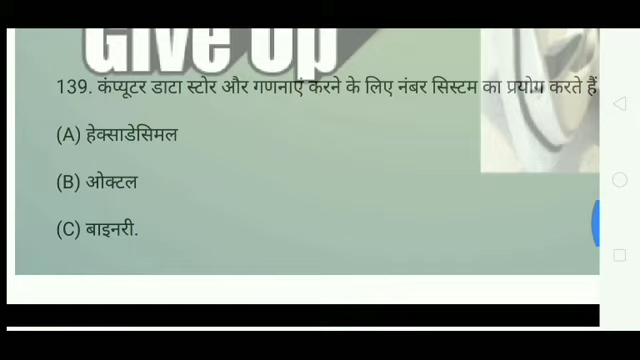 Give Up
139. कंप्यूटर डाटा स्टोर और गणनाएं करने के लिए नंबर सिस्टम का प्रयोग करते हैं
(A) हेक्साडेसिमल
(B) ओक्टल
(C) बाइनरी.